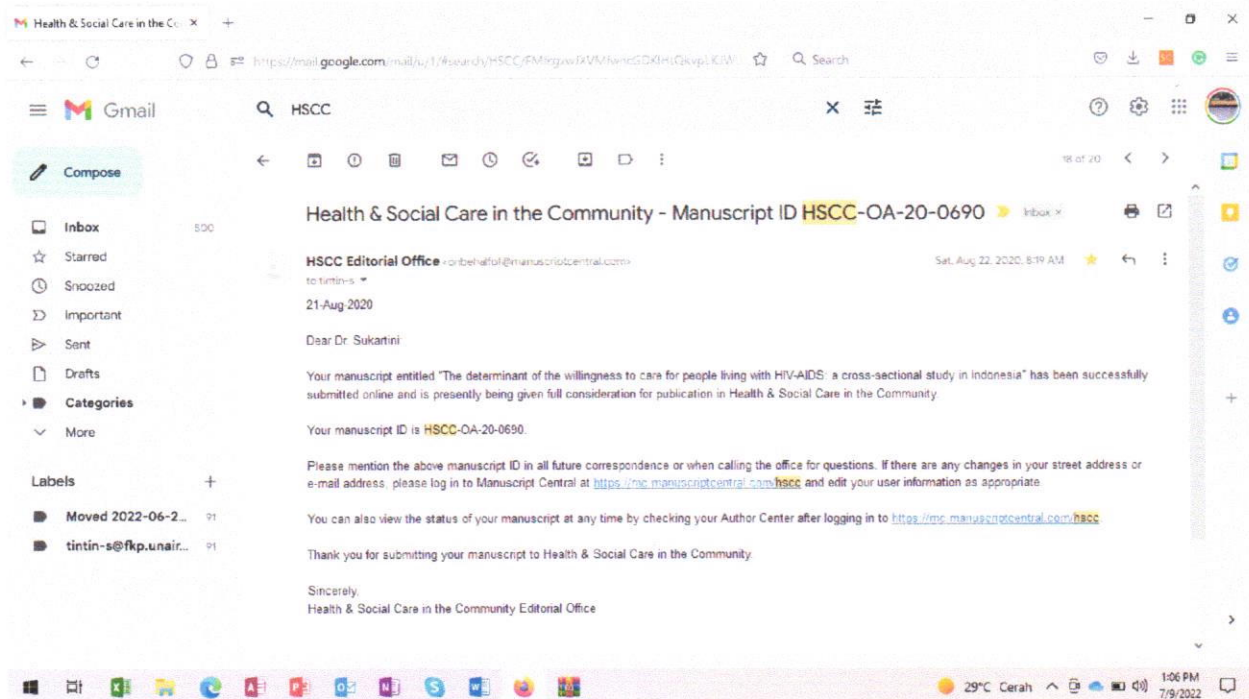 Health & Social Care in the Co
https://mail.google.com/mail/u/1/#search/HSCC/
Search
Gmail
HSCC
Compose
18 of 20
Health & Social Care in the Community - Manuscript ID HSCC-OA-20-0690
Inbox ×
Inbox 500
Starred
Snoozed
Important
Sent
Drafts
Categories
More
Labels
Moved 2022-06-2... 91
tintin-s@fkp.unair... 91
HSCC Editorial Office <onbehalfof@manuscriptcentral.com>
Sat, Aug 22, 2020, 8:19 AM
to tintin-s
21-Aug-2020
Dear Dr. Sukartini:
Your manuscript entitled "The determinant of the willingness to care for people living with HIV-AIDS: a cross-sectional study in Indonesia" has been successfully
submitted online and is presently being given full consideration for publication in Health & Social Care in the Community.
Your manuscript ID is HSCC-OA-20-0690.
Please mention the above manuscript ID in all future correspondence or when calling the office for questions. If there are any changes in your street address or
e-mail address, please log in to Manuscript Central at https://mc.manuscriptcentral.com/hscc and edit your user information as appropriate.
You can also view the status of your manuscript at any time by checking your Author Center after logging in to https://mc.manuscriptcentral.com/hscc.
Thank you for submitting your manuscript to Health & Social Care in the Community.
Sincerely,
Health & Social Care in the Community Editorial Office
29°C Cerah
1:06 PM
7/9/2022